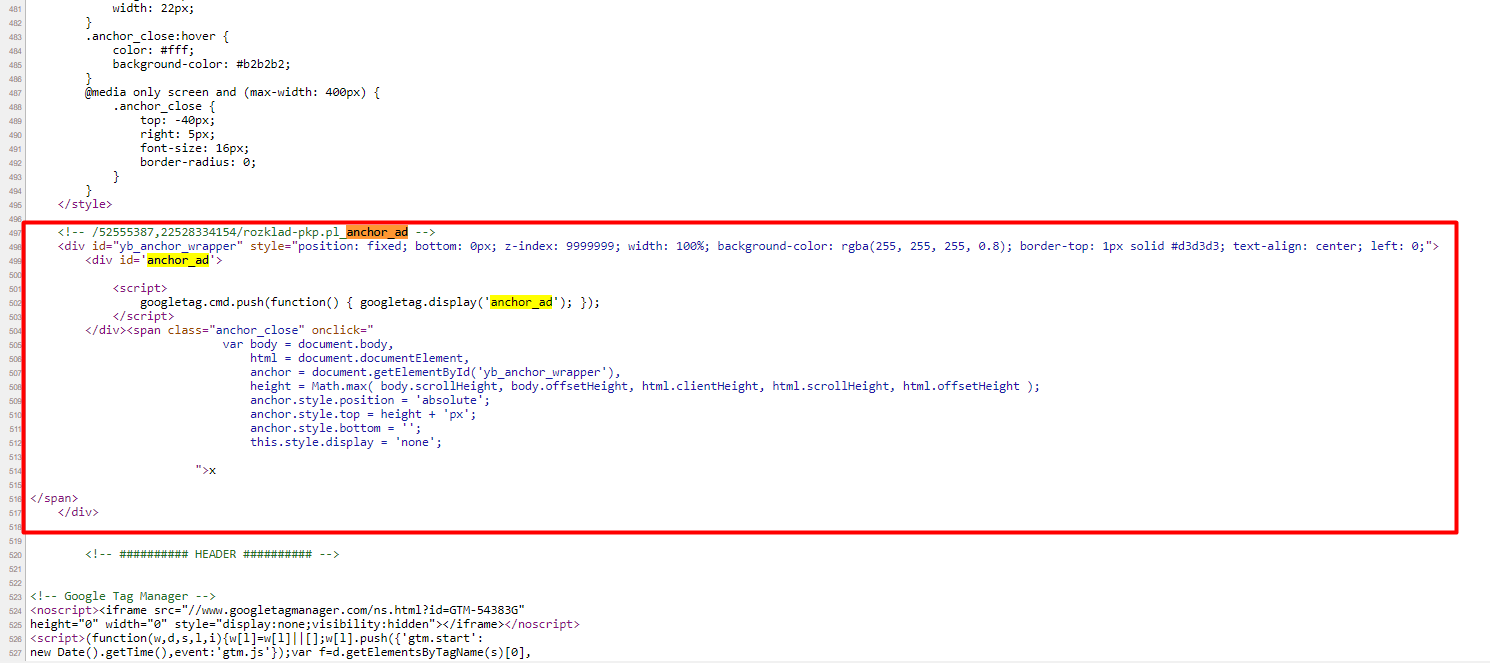 481 width: 22px;
482 }
483 .anchor_close:hover {
484 color: #fff;
485 background-color: #b2b2b2;
486 }
487 @media only screen and (max-width: 400px) {
488 .anchor_close {
489 top: -40px;
490 right: 5px;
491 font-size: 16px;
492 border-radius: 0;
493 }
494 }
495 </style>
496
497 <!-- /52555387,22528334154/rozklad-pkp.pl_anchor_ad -->
498 <div id="yb_anchor_wrapper" style="position: fixed; bottom: 0px; z-index: 9999999; width: 100%; background-color: rgba(255, 255, 255, 0.8); border-top: 1px solid #d3d3d3; text-align: center; left: 0;">
499 <div id='anchor_ad'>
500
501 <script>
502 googletag.cmd.push(function() { googletag.display('anchor_ad'); });
503 </script>
504 </div><span class="anchor_close" onclick="
505 var body = document.body,
506 html = document.documentElement,
507 anchor = document.getElementById('yb_anchor_wrapper'),
508 height = Math.max( body.scrollHeight, body.offsetHeight, html.clientHeight, html.scrollHeight, html.offsetHeight );
509 anchor.style.position = 'absolute';
510 anchor.style.top = height + 'px';
511 anchor.style.bottom = '';
512 this.style.display = 'none';
513
514 ">x
515
516 </span>
517 </div>
518
519
520 <!-- ########## HEADER ########## -->
521
522
523 <!-- Google Tag Manager -->
524 <noscript><iframe src="//www.googletagmanager.com/ns.html?id=GTM-54383G"
525 height="0" width="0" style="display:none;visibility:hidden"></iframe></noscript>
526 <script>(function(w,d,s,l,i){w[l]=w[l]||[];w[l].push({'gtm.start':
527 new Date().getTime(),event:'gtm.js'});var f=d.getElementsByTagName(s)[0],